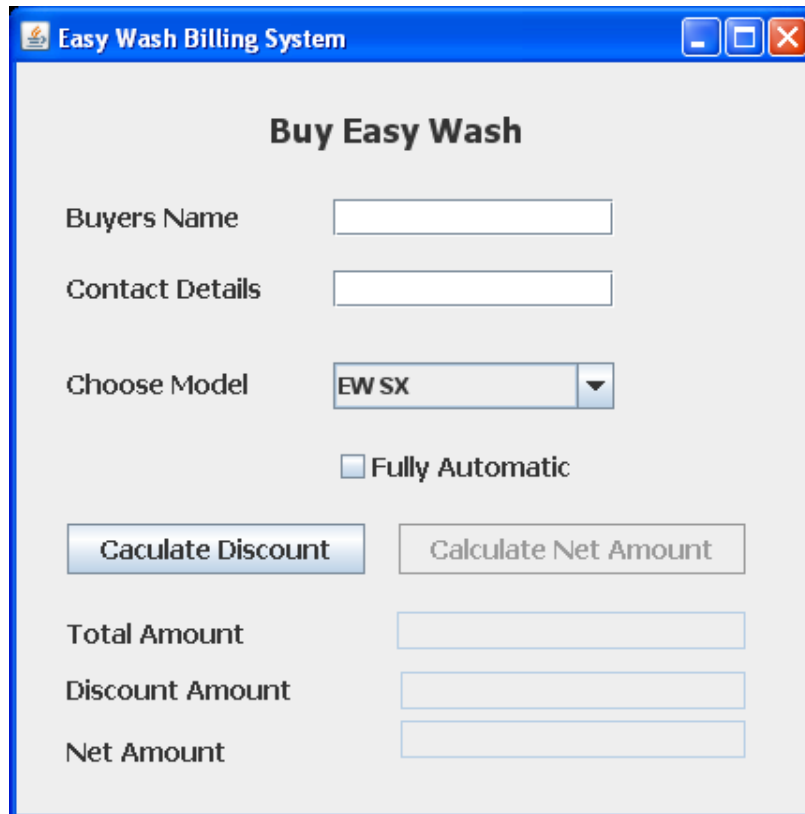 Easy Wash Billing System
Buy Easy Wash
Buyers Name
Contact Details
Choose Model EW SX
Fully Automatic
Caculate Discount Calculate Net Amount
Total Amount
Discount Amount
Net Amount